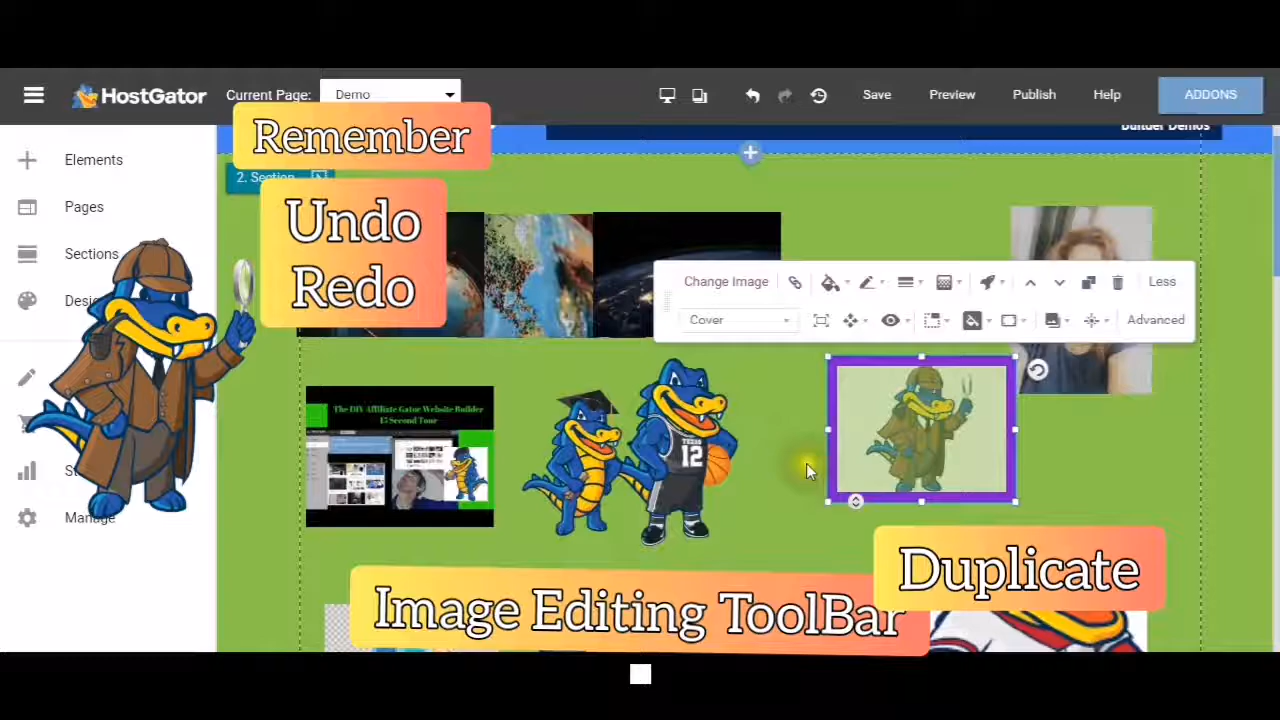 HostGator
Current Page:
Demo
Save
Preview
Publish
Help
ADDONS
Remember
Builder Demos
Elements
2. Section
Pages
Undo
Redo
Sections
Change Image
Less
Cover
Advanced
The DIY Affiliate Gator Website Builder
15 Second Tour
TEXAS
12
Manage
Duplicate
Image Editing ToolBar